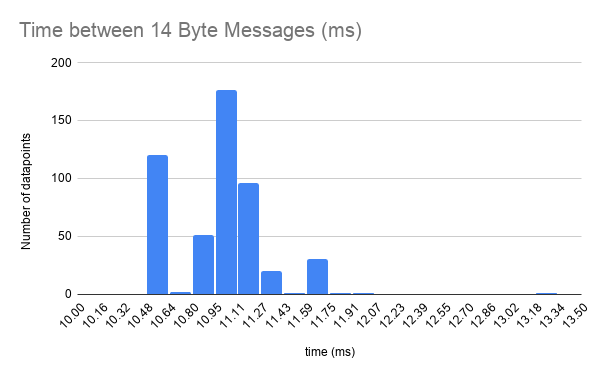 Time between 14 Byte Messages (ms)
200
150
100
50
0
Number of datapoints
10.00 10.16 10.32 10.48 10.64 10.80 10.95 11.11 11.27 11.43 11.59 11.75 11.91 12.07 12.23 12.39 12.55 12.70 12.86 13.02 13.18 13.34 13.50
time (ms)